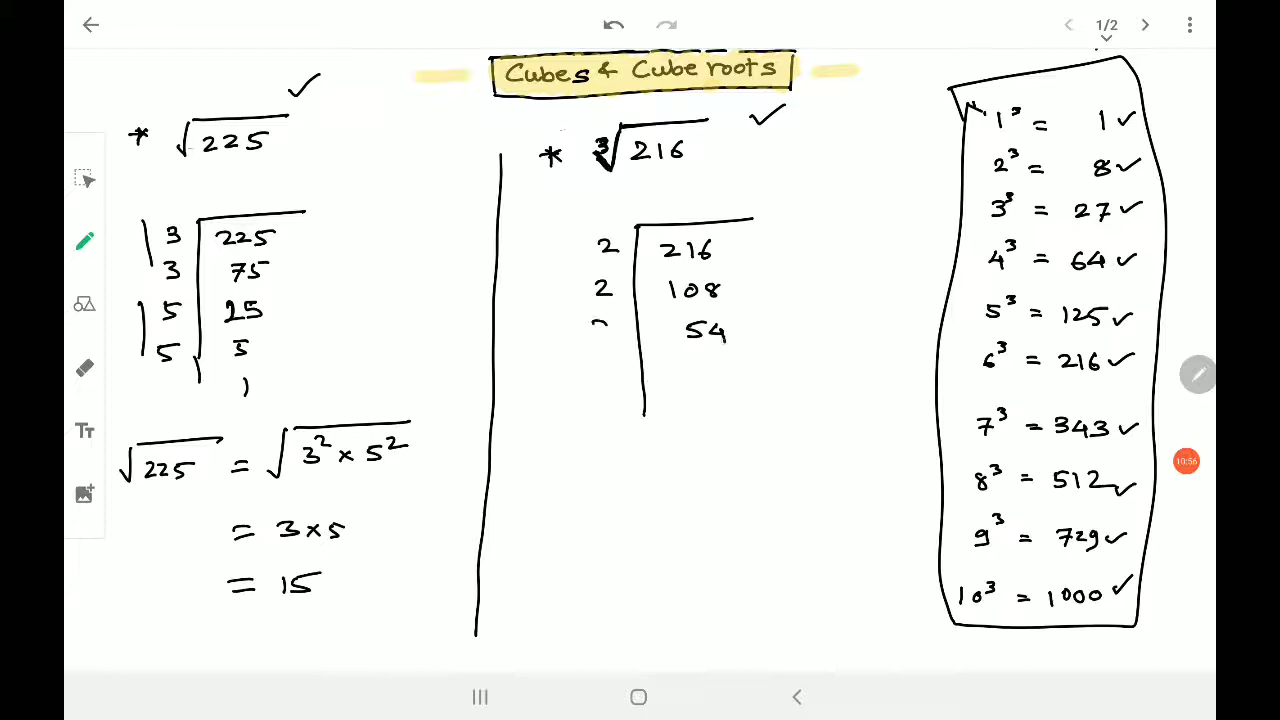 1/2
Cubes & Cube roots
* √225 ✓
3 | 225
3 | 75
5 | 25
5 | 5
1
√225 = √3² × 5²
= 3 × 5
= 15
* ³√216 ✓
2 | 216
2 | 108
54
1³ = 1 ✓
2³ = 8 ✓
3³ = 27 ✓
4³ = 64 ✓
5³ = 125 ✓
6³ = 216 ✓
7³ = 343 ✓
8³ = 512 ✓
9³ = 729 ✓
10³ = 1000 ✓
TT
10:56